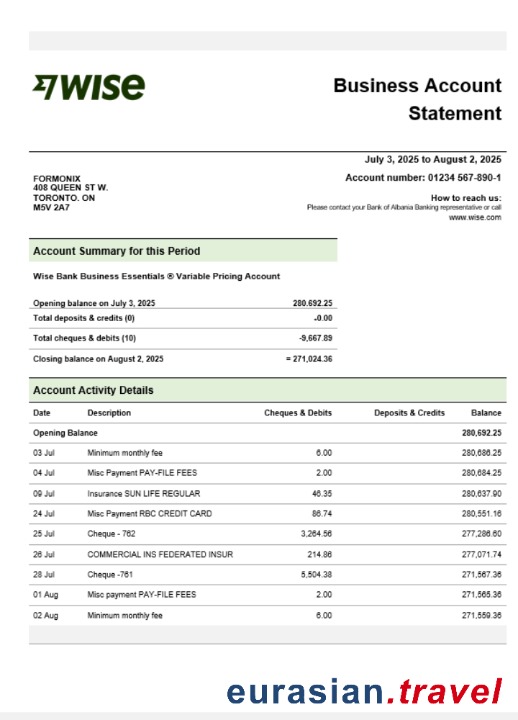 WISE
Business Account
Statement
July 3, 2025 to August 2, 2025
Account number: 01234 567-890-1
FORMONIX
408 QUEEN ST W.
TORONTO. ON
M5V 2A7
How to reach us:
Please contact your Bank of Albania Banking representative or call
www.wise.com
Account Summary for this Period
Wise Bank Business Essentials ® Variable Pricing Account
Opening balance on July 3, 2025 280.692.25
Total deposits & credits (0) -0.00
Total cheques & debits (10) -9,667.89
Closing balance on August 2, 2025 = 271,024.36
Account Activity Details
Date Description Cheques & Debits Deposits & Credits Balance
Opening Balance 280,692.25
03 Jul Minimum monthly fee 6.00 280,686.25
04 Jul Misc Payment PAY-FILE FEES 2.00 280,684.25
09 Jul Insurance SUN LIFE REGULAR 46.35 280,637.90
24 Jul Misc Payment RBC CREDIT CARD 86.74 280,551.16
25 Jul Cheque - 762 3,264.56 277,286.60
26 Jul COMMERCIAL INS FEDERATED INSUR 214.86 277,071.74
28 Jul Cheque -761 5,504.38 271,567.36
01 Aug Misc payment PAY-FILE FEES 2.00 271,565.36
02 Aug Minimum monthly fee 6.00 271,559.36
eurasian.travel